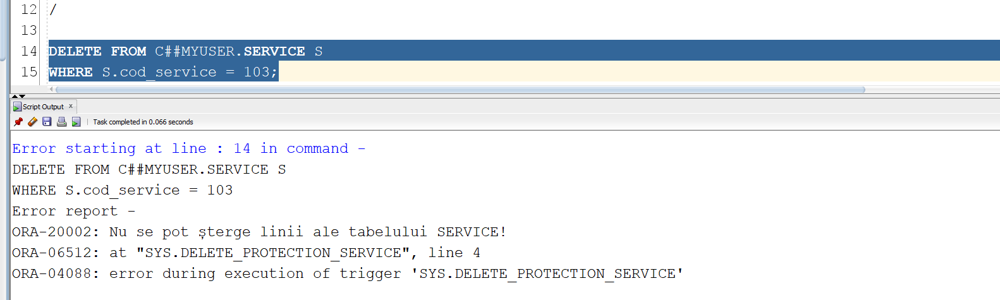 12 /
13
14 DELETE FROM C##MYUSER.SERVICE S
15 WHERE S.cod_service = 103;
Script Output x
Task completed in 0.066 seconds
Error starting at line : 14 in command -
DELETE FROM C##MYUSER.SERVICE S
WHERE S.cod_service = 103
Error report -
ORA-20002: Nu se pot șterge linii ale tabelului SERVICE!
ORA-06512: at "SYS.DELETE_PROTECTION_SERVICE", line 4
ORA-04088: error during execution of trigger 'SYS.DELETE_PROTECTION_SERVICE'